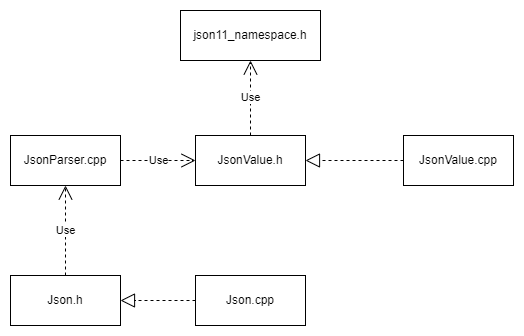 json11_namespace.h
Use
JsonParser.cpp
Use
JsonValue.h
JsonValue.cpp
Use
Json.h
Json.cpp